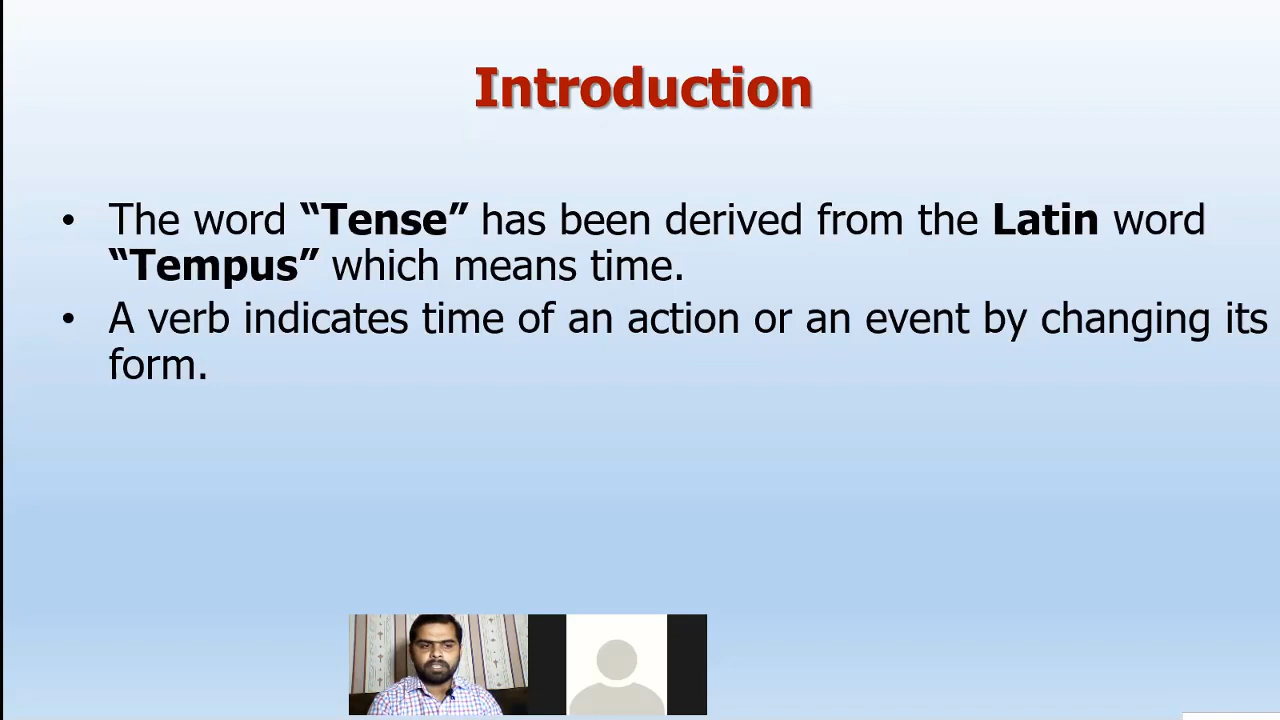 Introduction
• The word “Tense” has been derived from the Latin word
“Tempus” which means time.
• A verb indicates time of an action or an event by changing its
form.